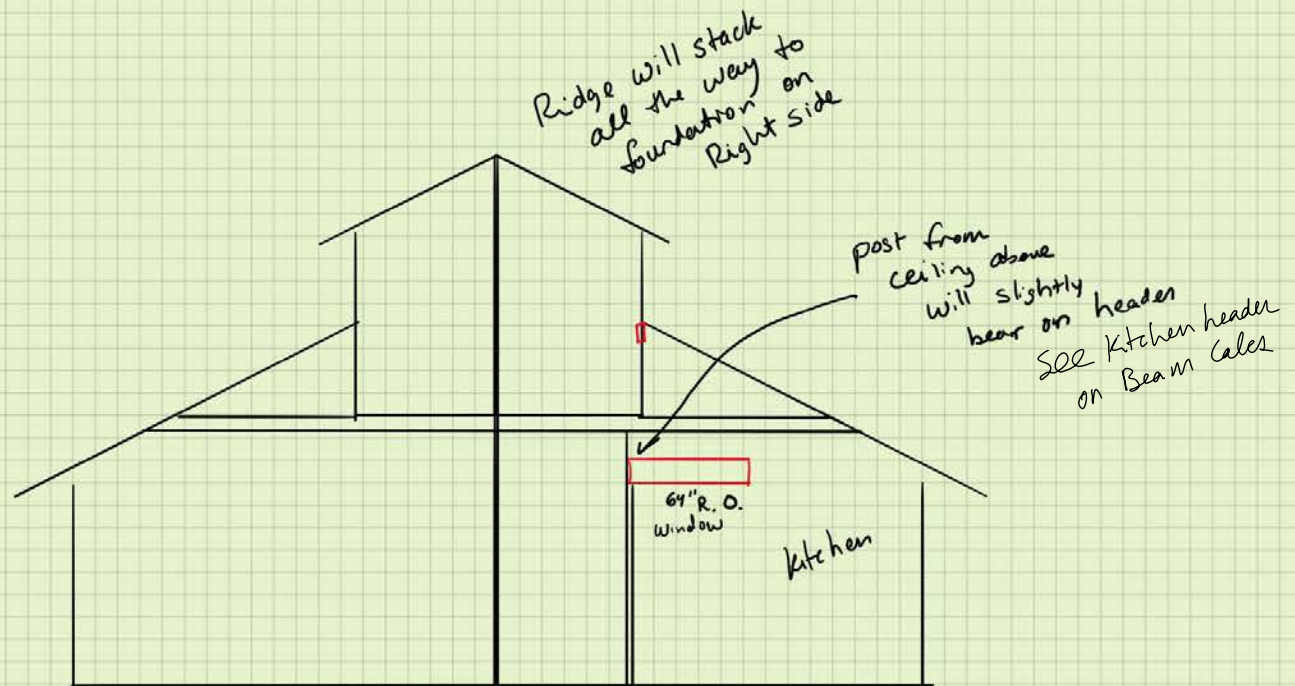 Ridge will stack
all the way to
foundation on
Right side
post from
ceiling above
will slightly
bear on header
See kitchen header
on Beam Calcs
64" R.O.
window
kitchen